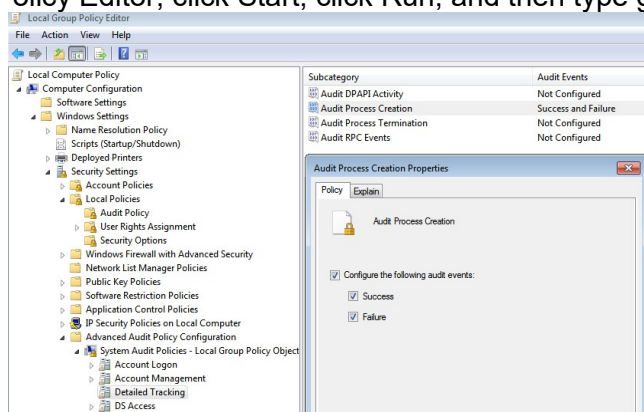 olicy Editor, click Start, click Run, and then type g
Local Group Policy Editor
File Action View Help
Local Computer Policy
Computer Configuration
Software Settings
Windows Settings
Name Resolution Policy
Scripts (Startup/Shutdown)
Deployed Printers
Security Settings
Account Policies
Local Policies
Audit Policy
User Rights Assignment
Security Options
Windows Firewall with Advanced Security
Network List Manager Policies
Public Key Policies
Software Restriction Policies
Application Control Policies
IP Security Policies on Local Computer
Advanced Audit Policy Configuration
System Audit Policies - Local Group Policy Object
Account Logon
Account Management
Detailed Tracking
DS Access
Subcategory Audit Events
Audit DPAPI Activity Not Configured
Audit Process Creation Success and Failure
Audit Process Termination Not Configured
Audit RPC Events Not Configured
Audit Process Creation Properties
Policy Explain
Audit Process Creation
Configure the following audit events:
Success
Failure